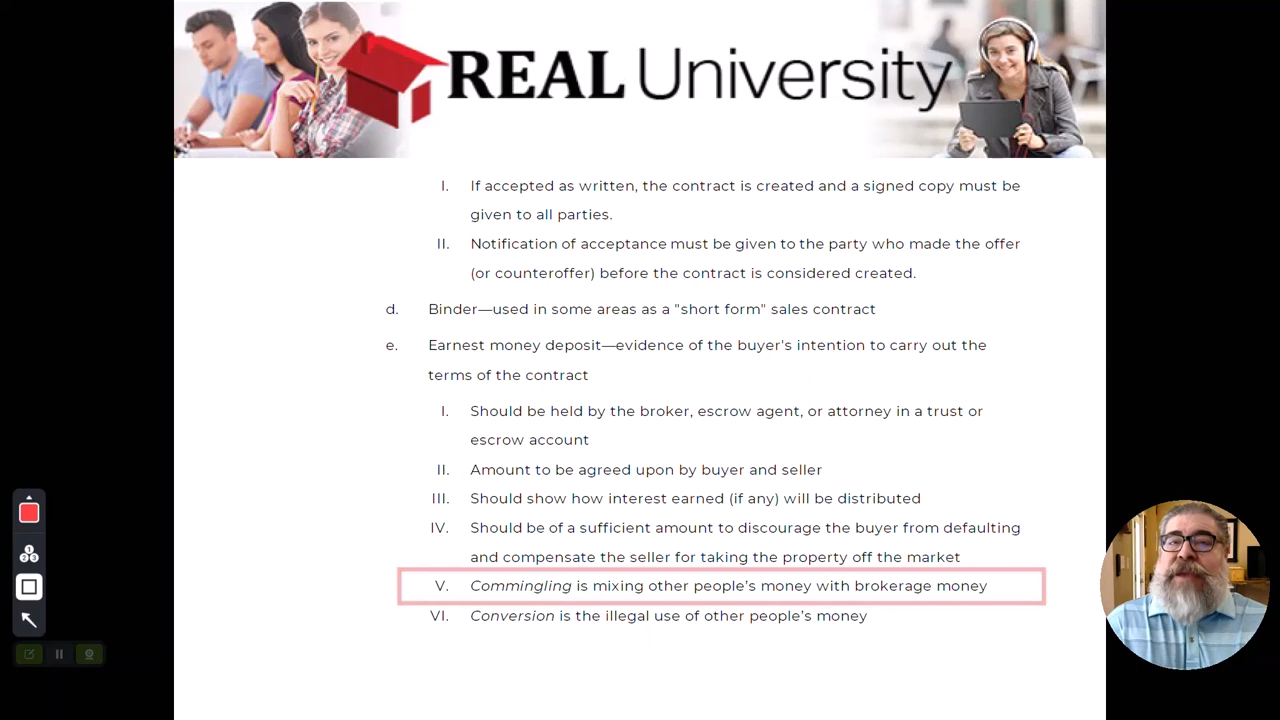 REAL University
I. If accepted as written, the contract is created and a signed copy must be
given to all parties.
II. Notification of acceptance must be given to the party who made the offer
(or counteroffer) before the contract is considered created.
d. Binder—used in some areas as a "short form" sales contract
e. Earnest money deposit—evidence of the buyer's intention to carry out the
terms of the contract
I. Should be held by the broker, escrow agent, or attorney in a trust or
escrow account
II. Amount to be agreed upon by buyer and seller
III. Should show how interest earned (if any) will be distributed
IV. Should be of a sufficient amount to discourage the buyer from defaulting
and compensate the seller for taking the property off the market
V. Commingling is mixing other people’s money with brokerage money
VI. Conversion is the illegal use of other people’s money